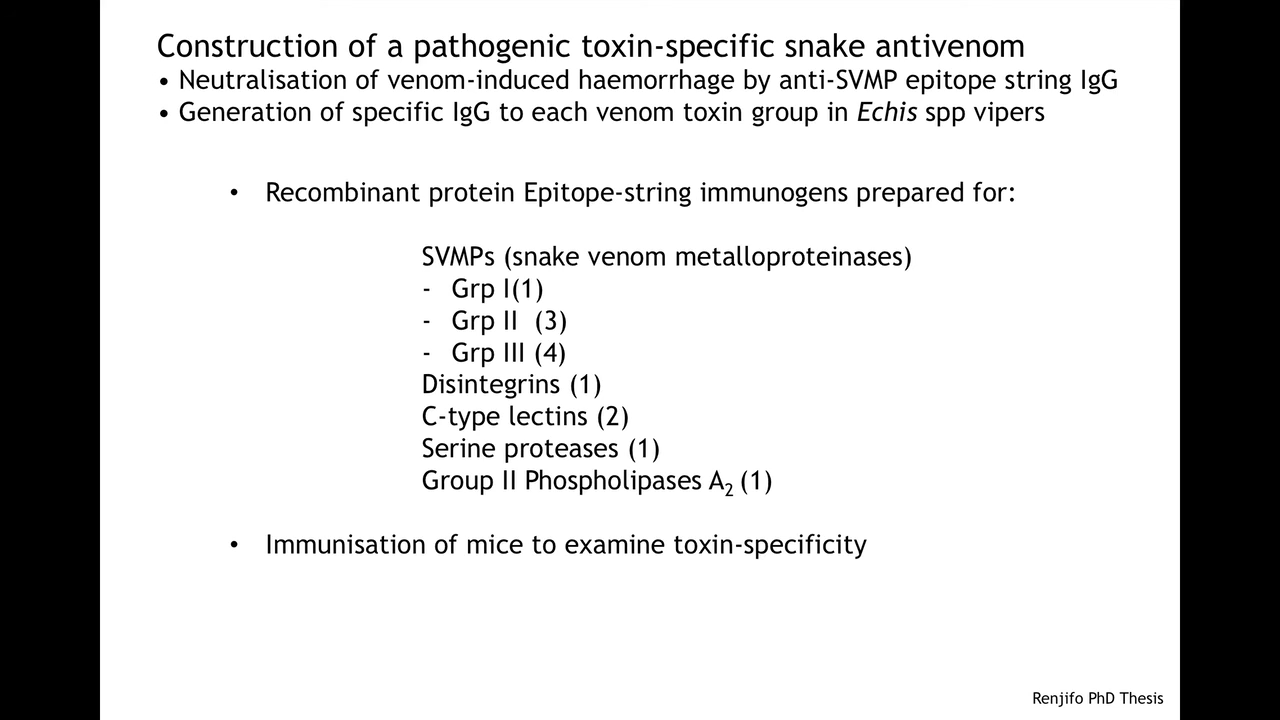 Construction of a pathogenic toxin-specific snake antivenom
• Neutralisation of venom-induced haemorrhage by anti-SVMP epitope string IgG
• Generation of specific IgG to each venom toxin group in Echis spp vipers
• Recombinant protein Epitope-string immunogens prepared for:
SVMPs (snake venom metalloproteinases)
- Grp I(1)
- Grp II (3)
- Grp III (4)
Disintegrins (1)
C-type lectins (2)
Serine proteases (1)
Group II Phospholipases A₂ (1)
• Immunisation of mice to examine toxin-specificity
Renjifo PhD Thesis